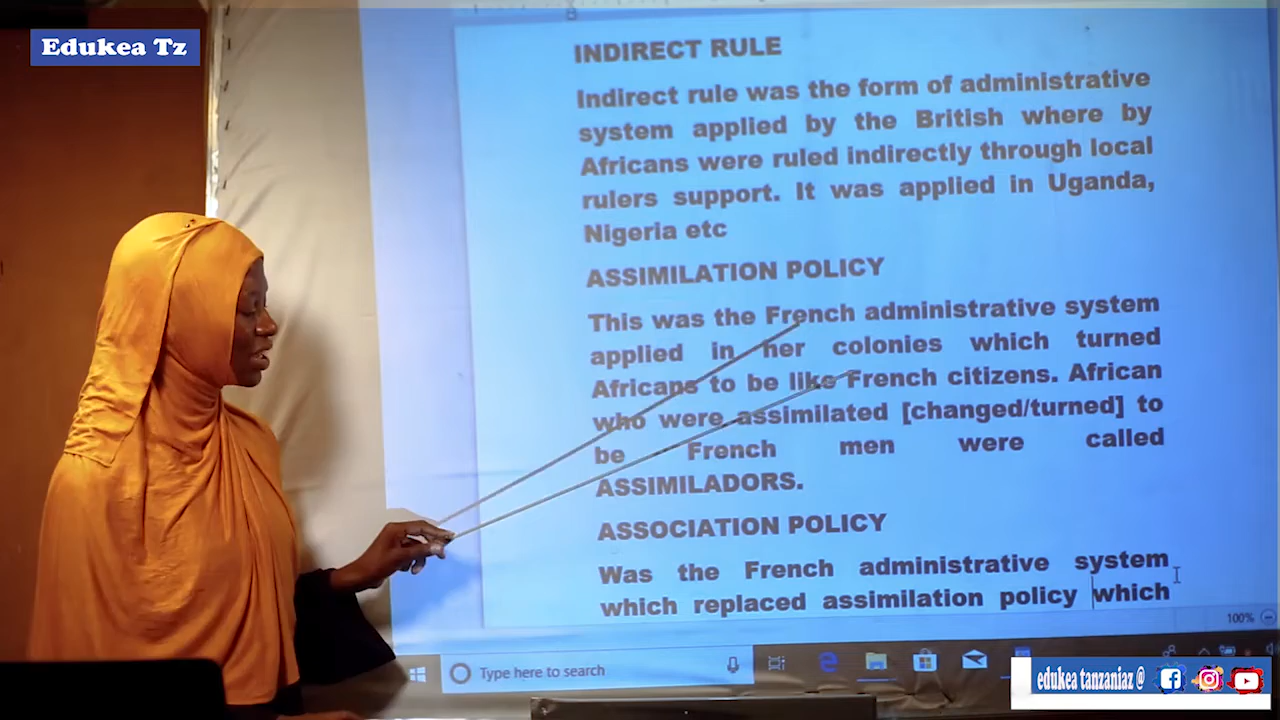 Edukea Tz
INDIRECT RULE
Indirect rule was the form of administrative
system applied by the British where by
Africans were ruled indirectly through local
rulers support. It was applied in Uganda,
Nigeria etc
ASSIMILATION POLICY
This was the French administrative system
applied in her colonies which turned
Africans to be like French citizens. African
who were assimilated [changed/turned] to
be French men were called
ASSIMILADORS.
ASSOCIATION POLICY
Was the French administrative system
which replaced assimilation policy which
100%
Type here to search
edukea tanzaniaz @